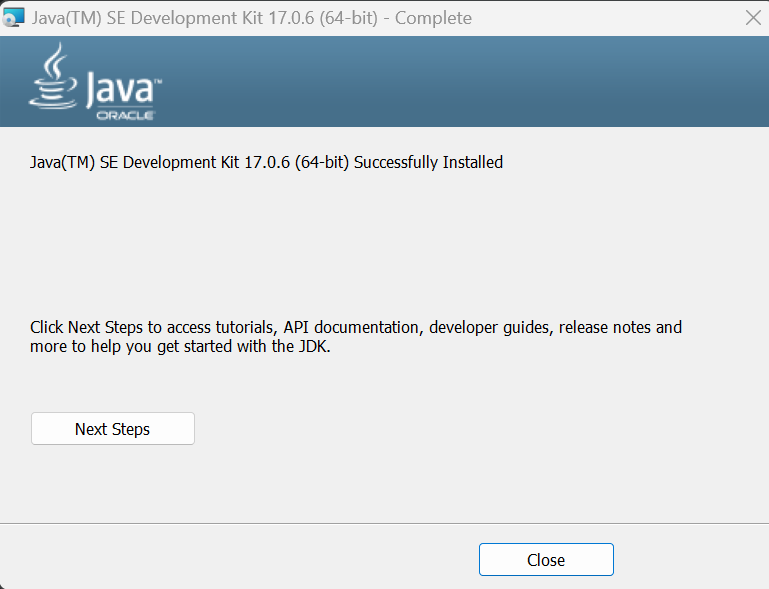 Java(TM) SE Development Kit 17.0.6 (64-bit) - Complete
Java™
ORACLE
Java(TM) SE Development Kit 17.0.6 (64-bit) Successfully Installed
Click Next Steps to access tutorials, API documentation, developer guides, release notes and
more to help you get started with the JDK.
Next Steps
Close